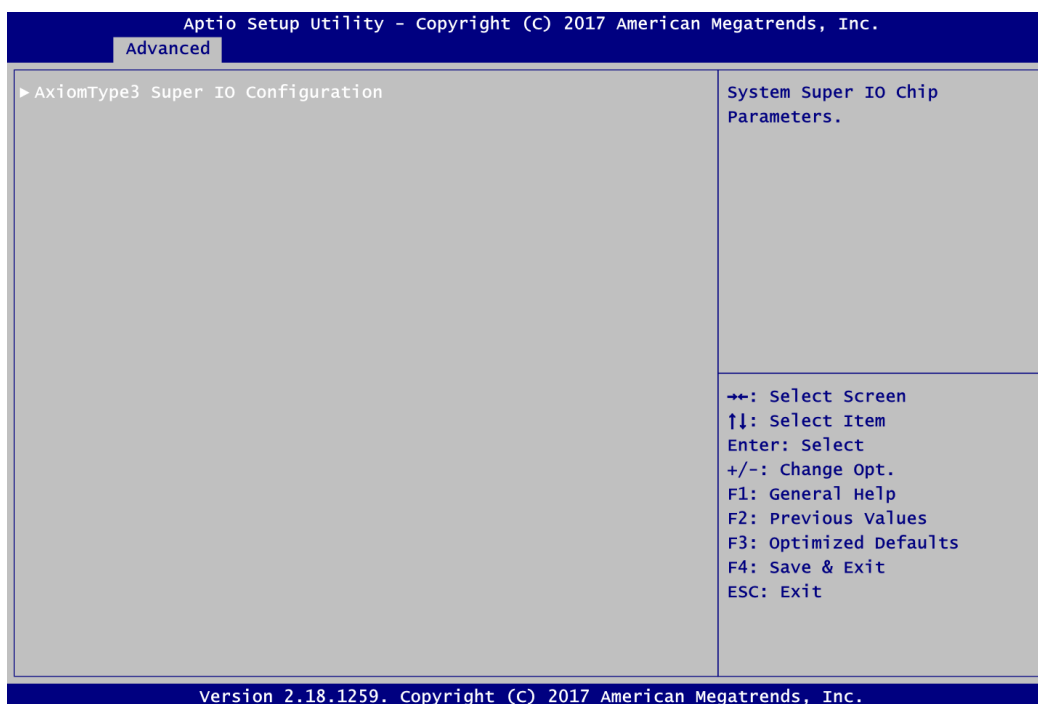 Aptio Setup Utility – Copyright (C) 2017 American Megatrends, Inc.
Advanced
▶ AxiomType3 Super IO Configuration
System Super IO Chip
Parameters.
→←: Select Screen
↑↓: Select Item
Enter: Select
+/-: Change Opt.
F1: General Help
F2: Previous Values
F3: Optimized Defaults
F4: Save & Exit
ESC: Exit
Version 2.18.1259. Copyright (C) 2017 American Megatrends, Inc.